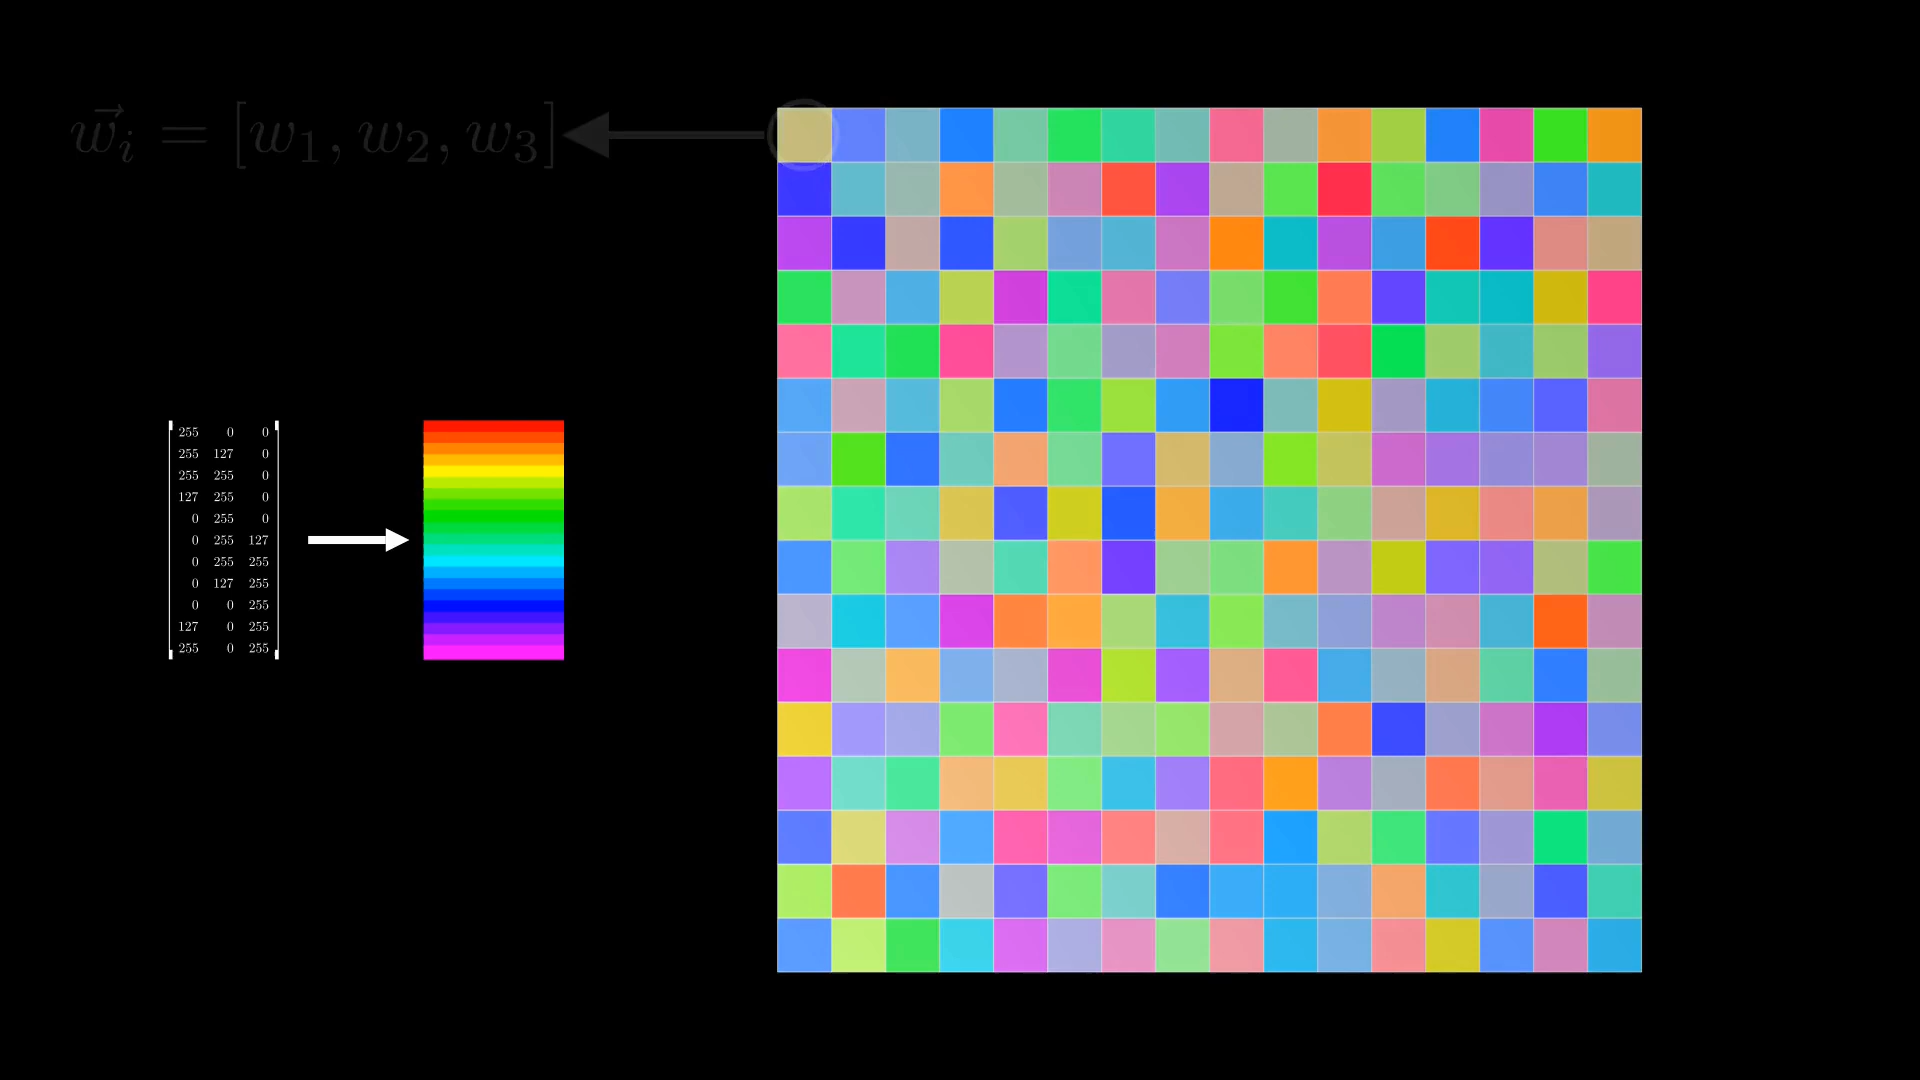 w⃗ᵢ = [w₁, w₂, w₃]
255 0 0
255 127 0
255 255 0
127 255 0
0 255 0
0 255 127
0 255 255
0 127 255
0 0 255
127 0 255
255 0 255